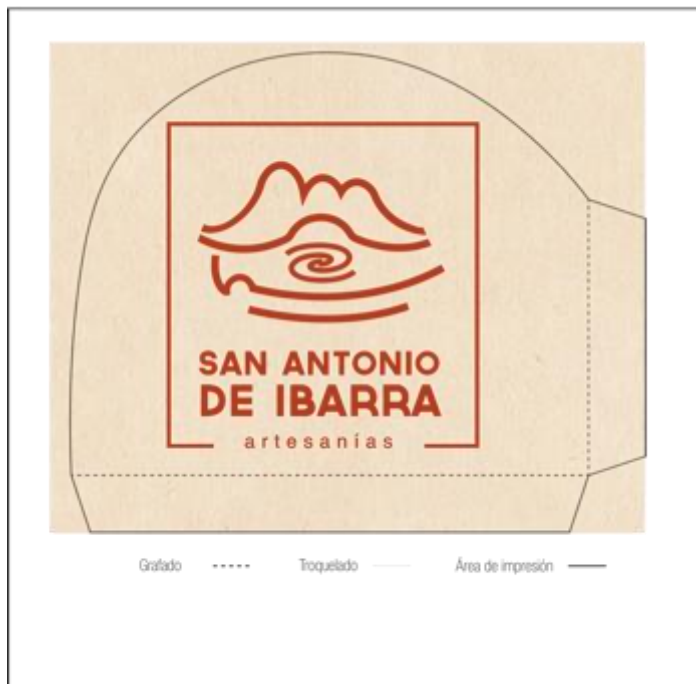 SAN ANTONIO
DE IBARRA
artesanías
Grafado
Troquelado
Área de impresión